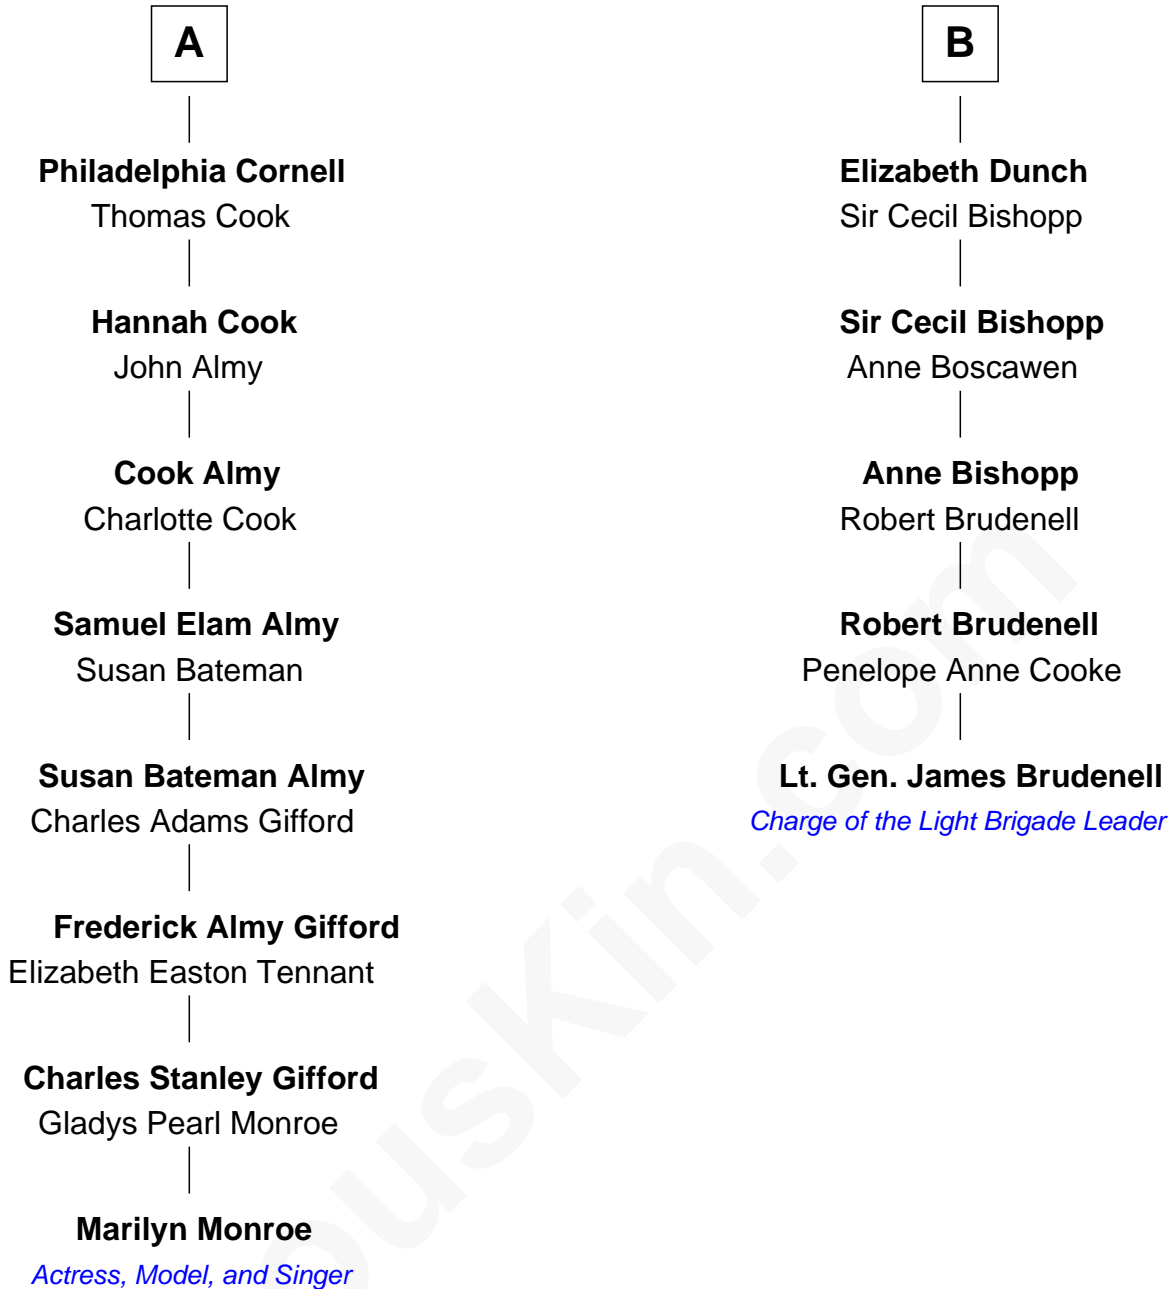 A
Philadelphia Cornell
Thomas Cook
Hannah Cook
John Almy
Cook Almy
Charlotte Cook
Samuel Elam Almy
Susan Bateman
Susan Bateman Almy
Charles Adams Gifford
Frederick Almy Gifford
Elizabeth Easton Tennant
Charles Stanley Gifford
Gladys Pearl Monroe
Marilyn Monroe
Actress, Model, and Singer
B
Elizabeth Dunch
Sir Cecil Bishopp
Sir Cecil Bishopp
Anne Boscawen
Anne Bishopp
Robert Brudenell
Robert Brudenell
Penelope Anne Cooke
Lt. Gen. James Brudenell
Charge of the Light Brigade Leader
ousKin.com